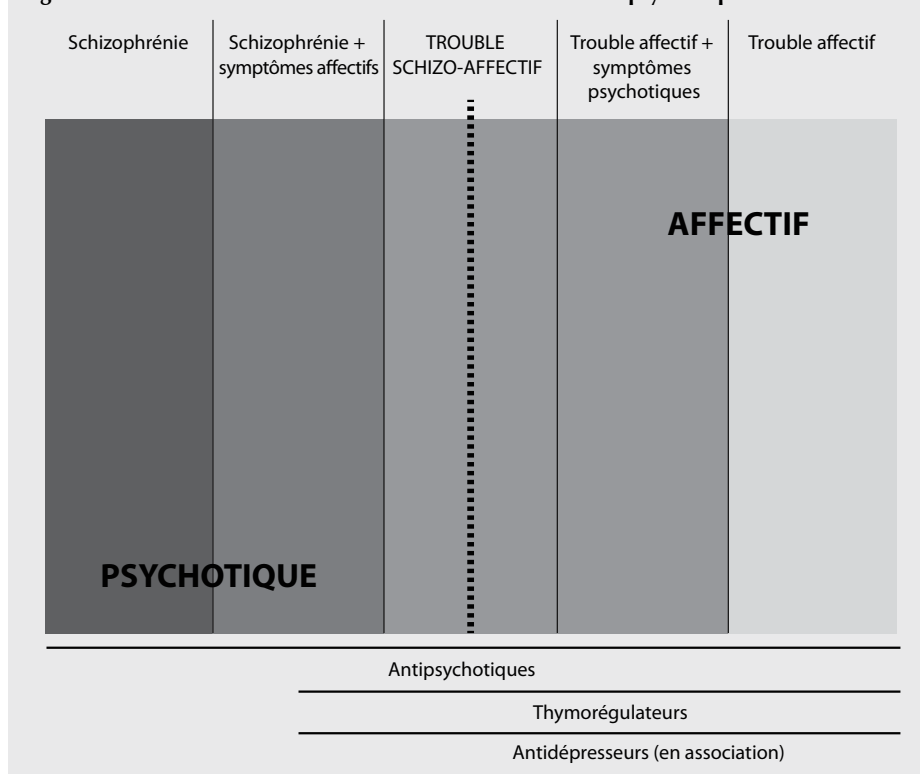 Schizophrénie
Schizophrénie +
symptômes affectifs
TROUBLE
SCHIZO-AFFECTIF
Trouble affectif +
symptômes
psychotiques
Trouble affectif
AFFECTIF
PSYCHOTIQUE
Antipsychotiques
Thymorégulateurs
Antidépresseurs (en association)